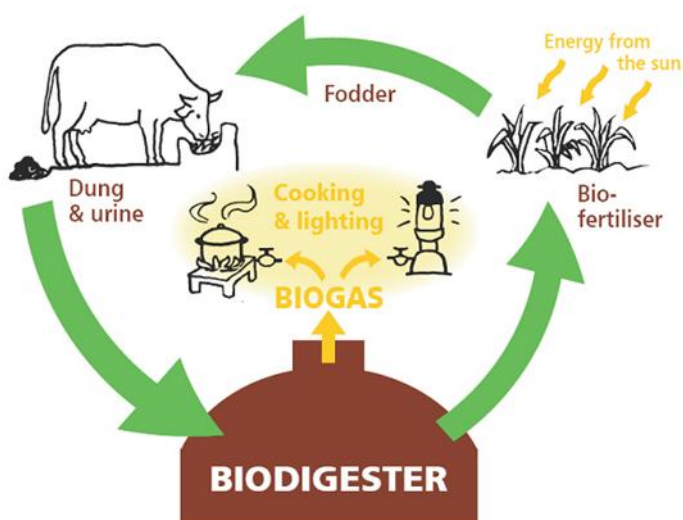 Energy from
the sun
Fodder
Dung
& urine
Cooking
& lighting
Bio-
fertiliser
BIOGAS
BIODIGESTER